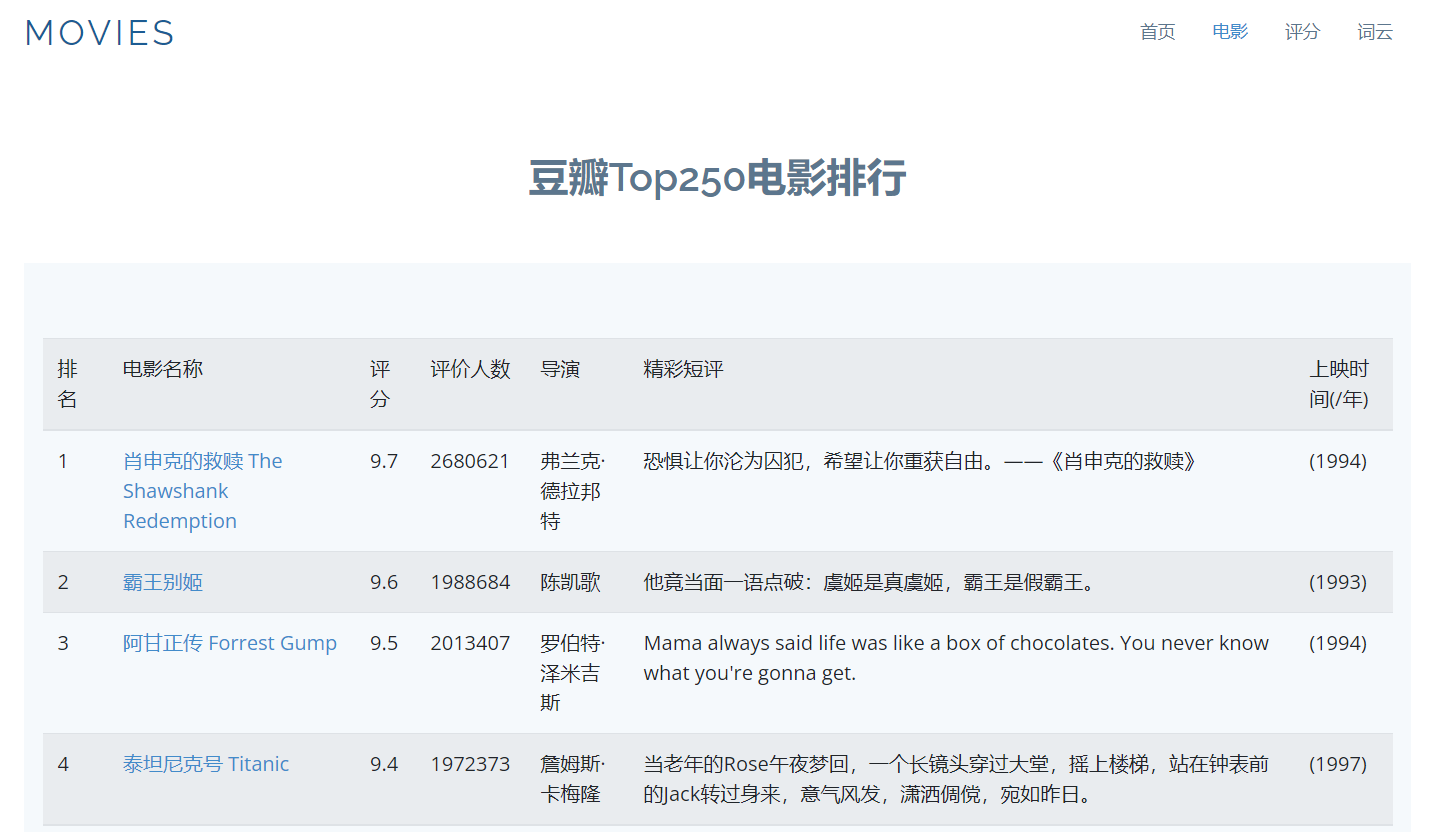 MOVIES
首页 电影 评分 词云
豆瓣Top250电影排行
排名 电影名称 评分 评价人数 导演 精彩短评 上映时间(/年)
1 肖申克的救赎 The Shawshank Redemption 9.7 2680621 弗兰克·德拉邦特 恐惧让你沦为囚犯，希望让你重获自由。——《肖申克的救赎》 (1994)
2 霸王别姬 9.6 1988684 陈凯歌 他竟当面一语点破：虞姬是真虞姬，霸王是假霸王。 (1993)
3 阿甘正传 Forrest Gump 9.5 2013407 罗伯特·泽米吉斯 Mama always said life was like a box of chocolates. You never know what you're gonna get. (1994)
4 泰坦尼克号 Titanic 9.4 1972373 詹姆斯·卡梅隆 当老年的Rose午夜梦回，一个长镜头穿过大堂，摇上楼梯，站在钟表前的Jack转过身来，意气风发，潇洒倜傥，宛如昨日。 (1997)